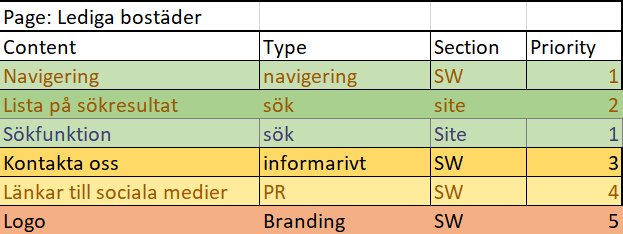 Page: Lediga bostäder
Content Type Section Priority
Navigering navigering SW 1
Lista på sökresultat sök site 2
Sökfunktion sök Site 1
Kontakta oss informarivt SW 3
Länkar till sociala medier PR SW 4
Logo Branding SW 5